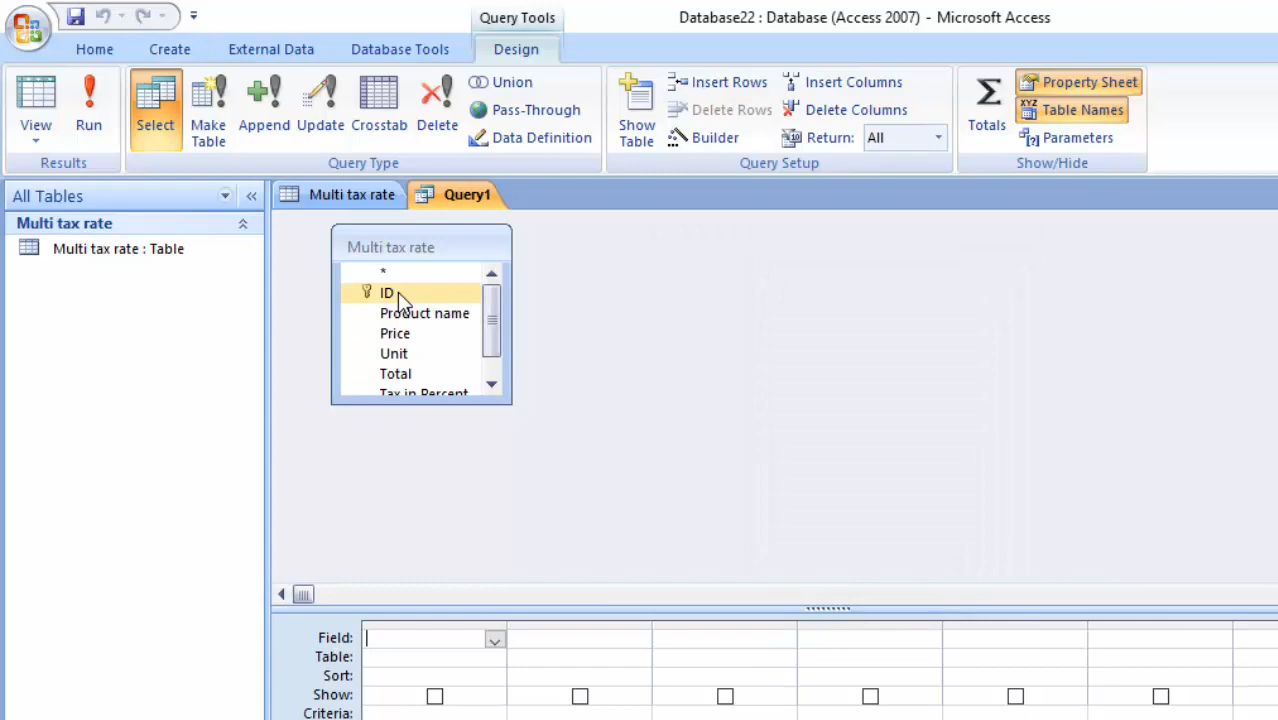 Query Tools
Database22 : Database (Access 2007) - Microsoft Access
Home
Create
External Data
Database Tools
Design
View
Run
Results
Select
Make
Table
Append
Update
Crosstab
Delete
Union
Pass-Through
Data Definition
Query Type
Show
Table
Insert Rows
Delete Rows
Builder
Insert Columns
Delete Columns
Return: All
Query Setup
Totals
Property Sheet
XYZ Table Names
Parameters
Show/Hide
All Tables
Multi tax rate
Multi tax rate : Table
Multi tax rate
Query1
Multi tax rate
*
ID
Product name
Price
Unit
Total
Tax in Percent
Field:
Table:
Sort:
Show:
Criteria: